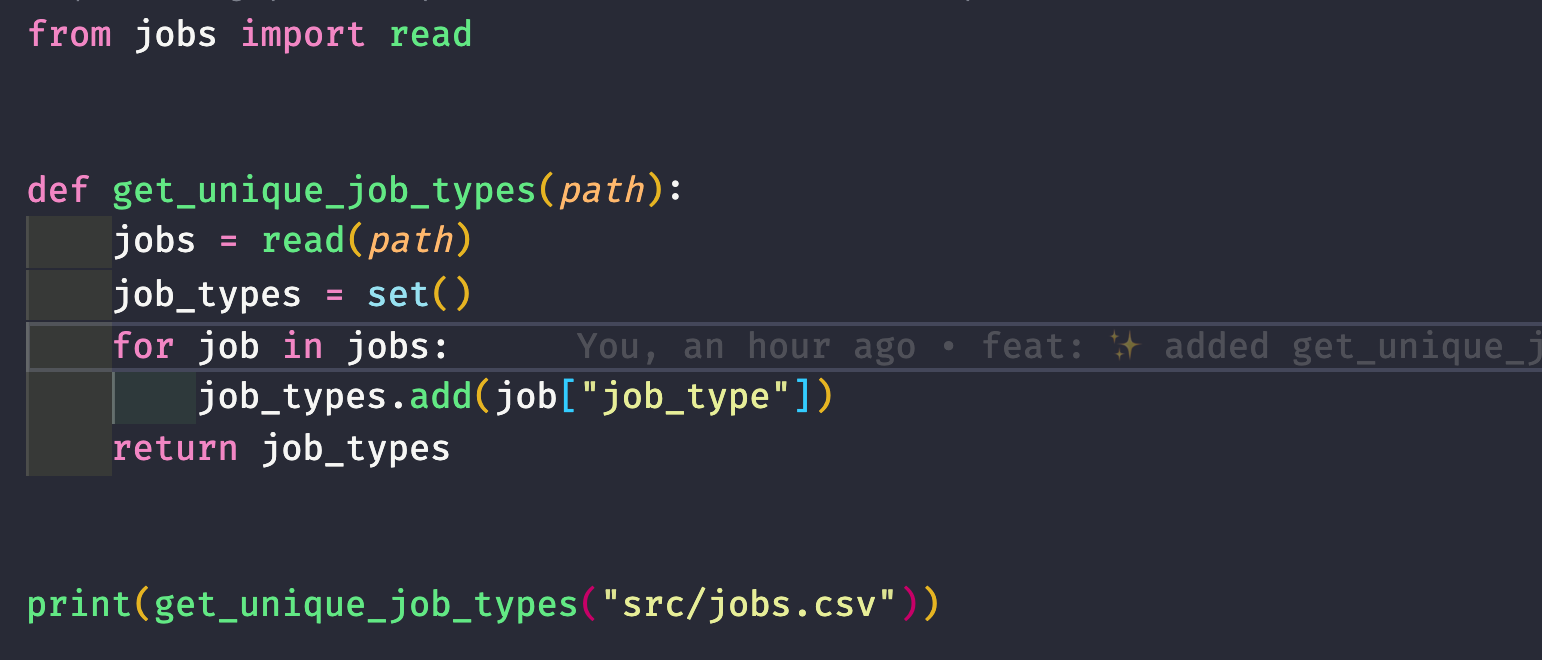 from jobs import read
def get_unique_job_types(path):
    jobs = read(path)
    job_types = set()
    for job in jobs:     You, an hour ago • feat: ✨ added get_unique_j
        job_types.add(job["job_type"])
    return job_types
print(get_unique_job_types("src/jobs.csv"))